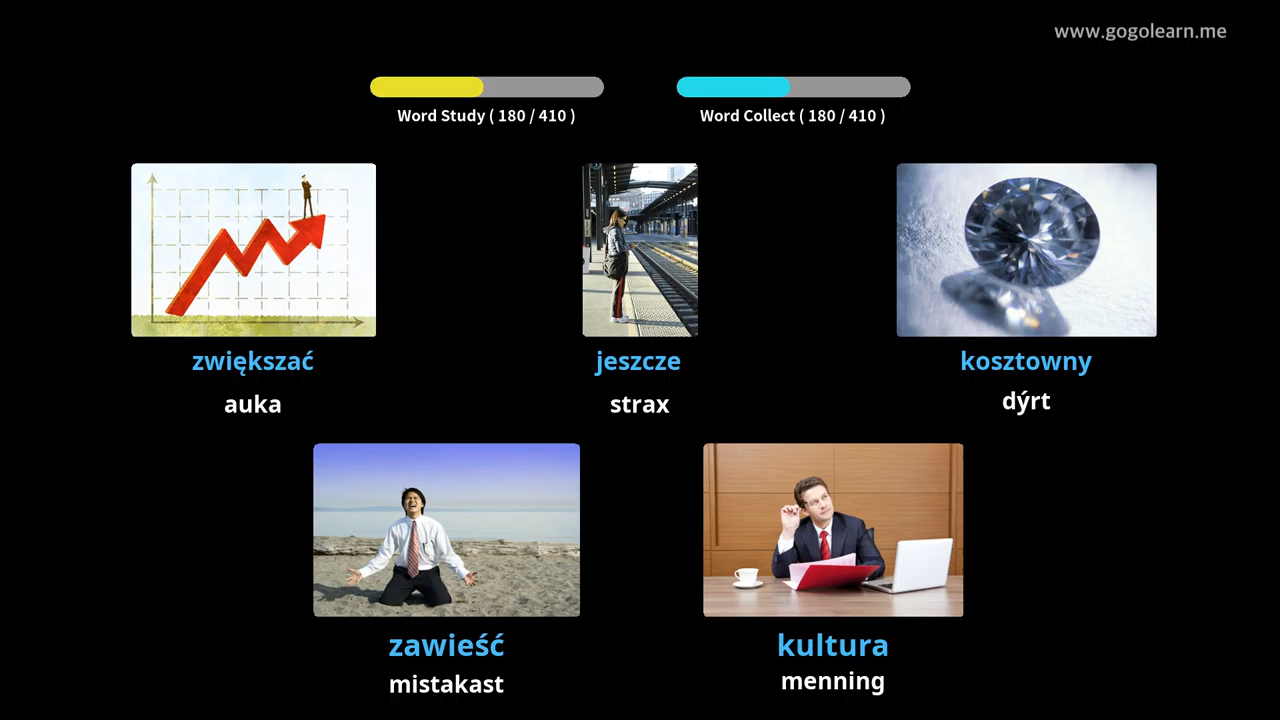 www.gogolearn.me
Word Study ( 180 / 410 )
Word Collect ( 180 / 410 )
zwiększać
auka
jeszcze
strax
kosztowny
dýrt
zawieść
mistakast
kultura
menning